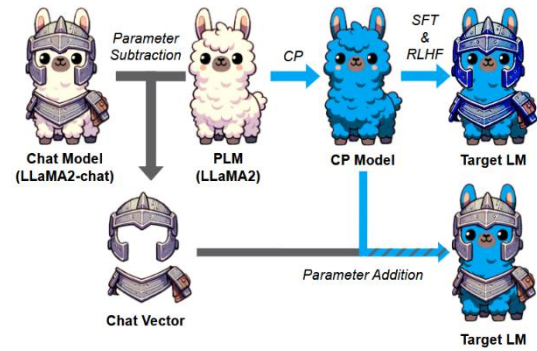 Parameter
Subtraction
CP
SFT
&
RLHF
Chat Model
(LLaMA2-chat)
PLM
(LLaMA2)
CP Model
Target LM
Parameter Addition
Chat Vector
Target LM